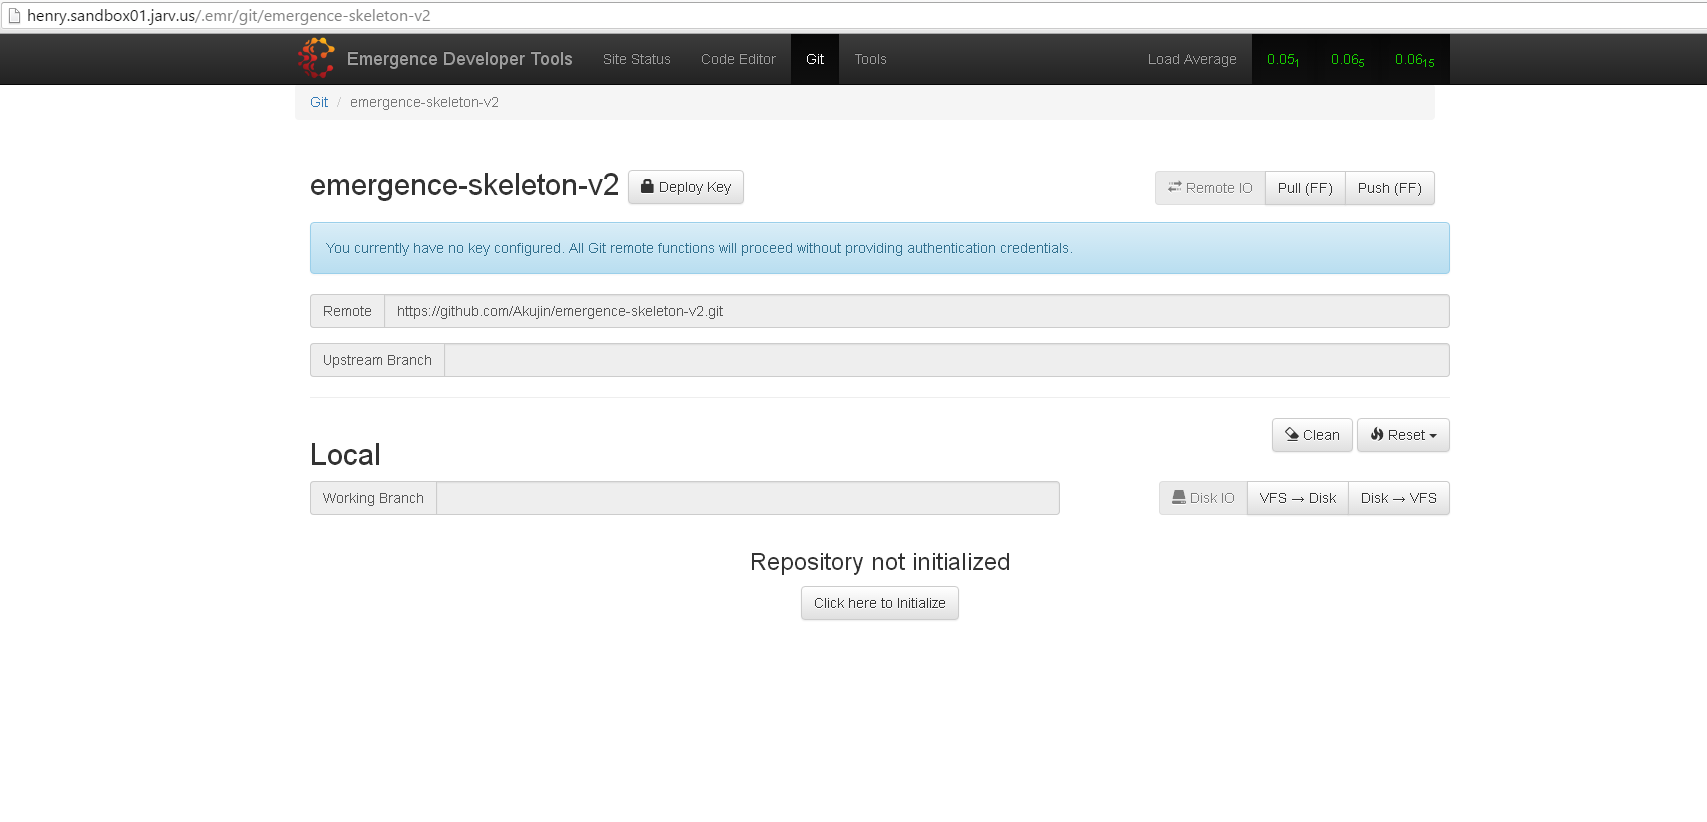 henry.sandbox01.jarv.us/.emr/git/emergence-skeleton-v2
Emergence Developer Tools Site Status Code Editor Git Tools Load Average 0.051 0.065 0.0615
Git / emergence-skeleton-v2
emergence-skeleton-v2 Deploy Key Remote IO Pull (FF) Push (FF)
You currently have no key configured. All Git remote functions will proceed without providing authentication credentials.
Remote https://github.com/Akujin/emergence-skeleton-v2.git
Upstream Branch
Clean Reset
Local
Working Branch Disk IO VFS → Disk Disk → VFS
Repository not initialized
Click here to Initialize